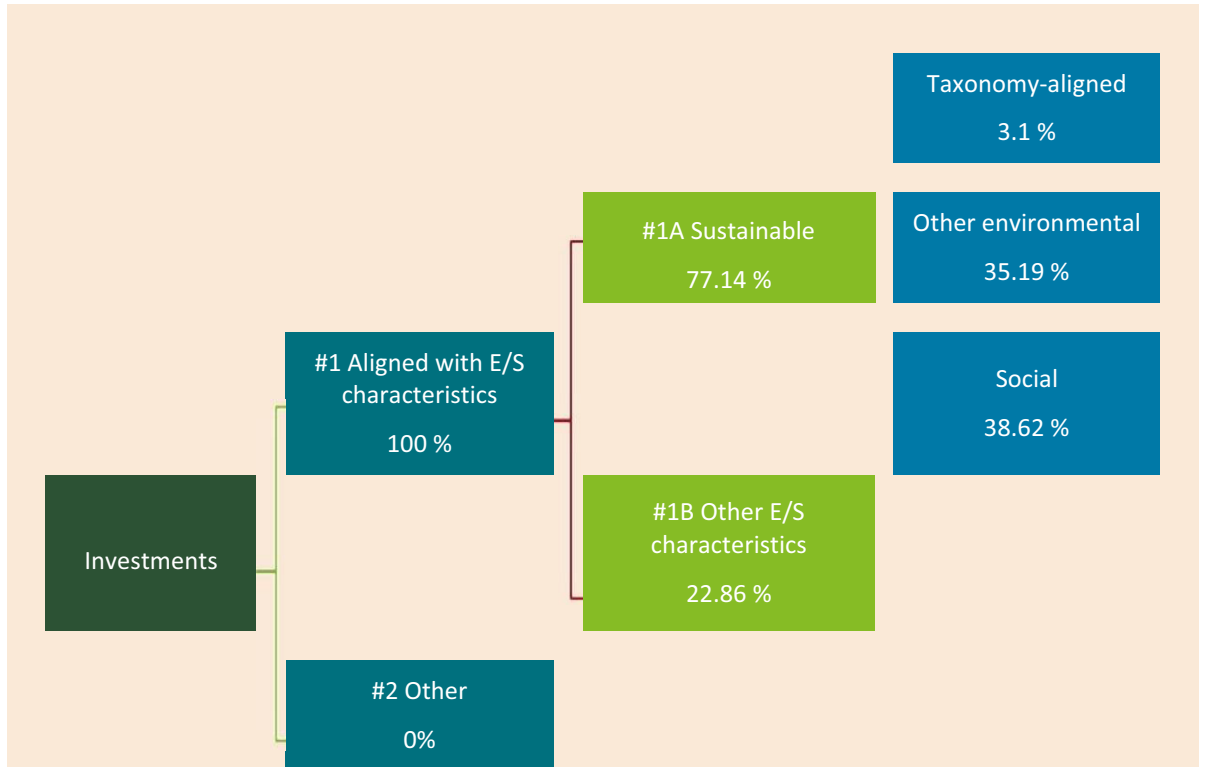 Taxonomy-aligned
3.1 %
#1A Sustainable
77.14 %
Other environmental
35.19 %
#1 Aligned with E/S
characteristics
100 %
Social
38.62 %
Investments
#1B Other E/S
characteristics
22.86 %
#2 Other
0%